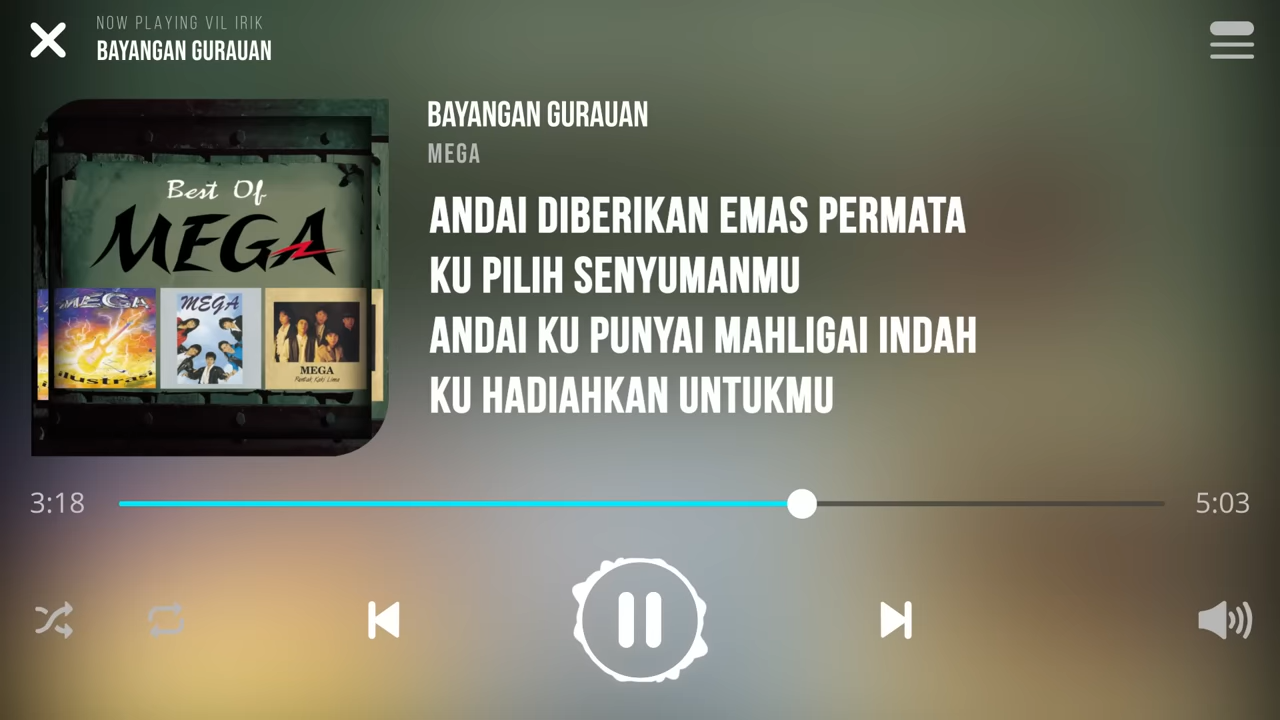 NOW PLAYING VIL IRIK
BAYANGAN GURAUAN
BAYANGAN GURAUAN
MEGA
Best Of
MEGA
MEGA
ilustrasi
MEGA
MEGA
ANDAI DIBERIKAN EMAS PERMATA
KU PILIH SENYUMANMU
ANDAI KU PUNYAI MAHLIGAI INDAH
KU HADIAHKAN UNTUKMU
3:18
5:03